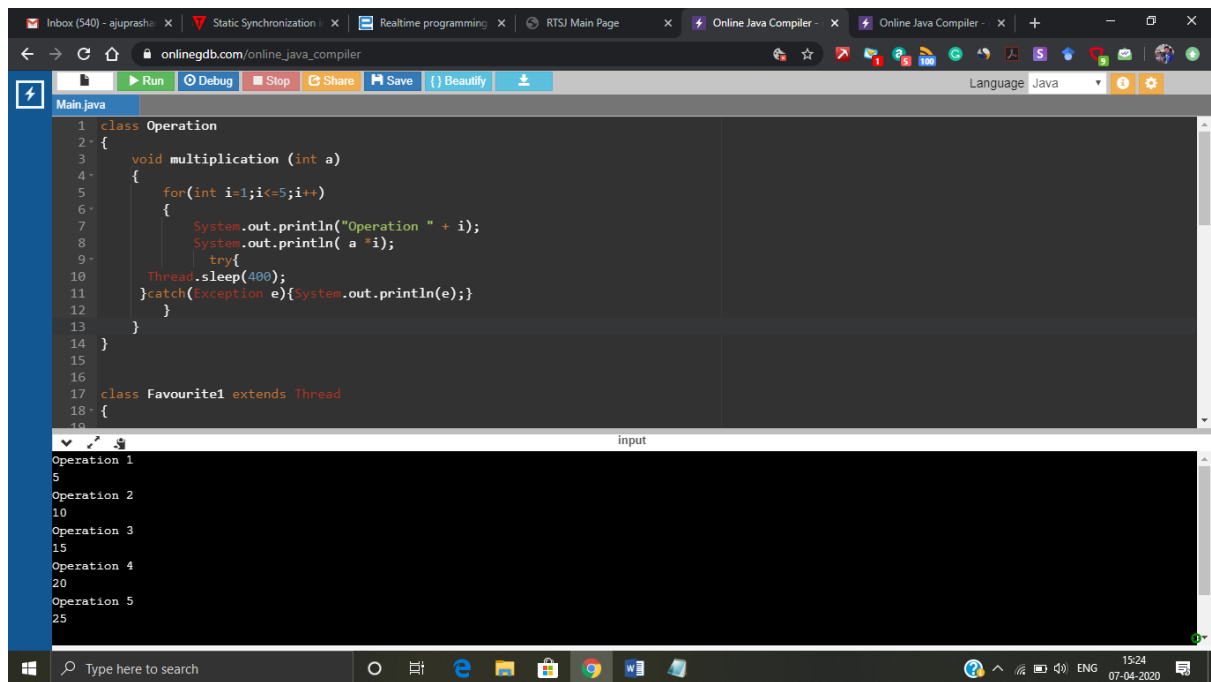 Inbox (540) - ajuprasha
Static Synchronization i
Realtime programming
RTSJ Main Page
Online Java Compiler -
Online Java Compiler -
onlinegdb.com/online_java_compiler
1
5
100
S
9
Run
Debug
Stop
Share
Save
{ } Beautify
Language Java
Main.java
1 class Operation
2 {
3 void multiplication (int a)
4 {
5 for(int i=1;i<=5;i++)
6 {
7 System.out.println("Operation " + i);
8 System.out.println( a *i);
9 try{
10 Thread.sleep(400);
11 }catch(Exception e){System.out.println(e);}
12 }
13 }
14 }
15
16
17 class Favourite1 extends Thread
18 {
19
input
Operation 1
5
Operation 2
10
Operation 3
15
Operation 4
20
Operation 5
25
Type here to search
ENG
15:24
07-04-2020